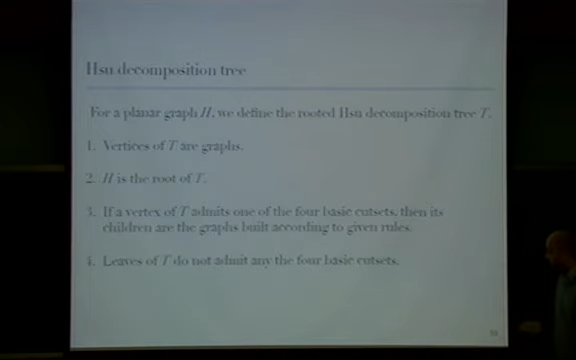 Hsu decomposition tree
For a planar graph H, we define the rooted Hsu decomposition tree T.
1. Vertices of T are graphs.
2. H is the root of T.
3. If a vertex of T admits one of the four basic cutsets, then its
children are the graphs built according to given rules.
4. Leaves of T do not admit any the four basic cutsets.